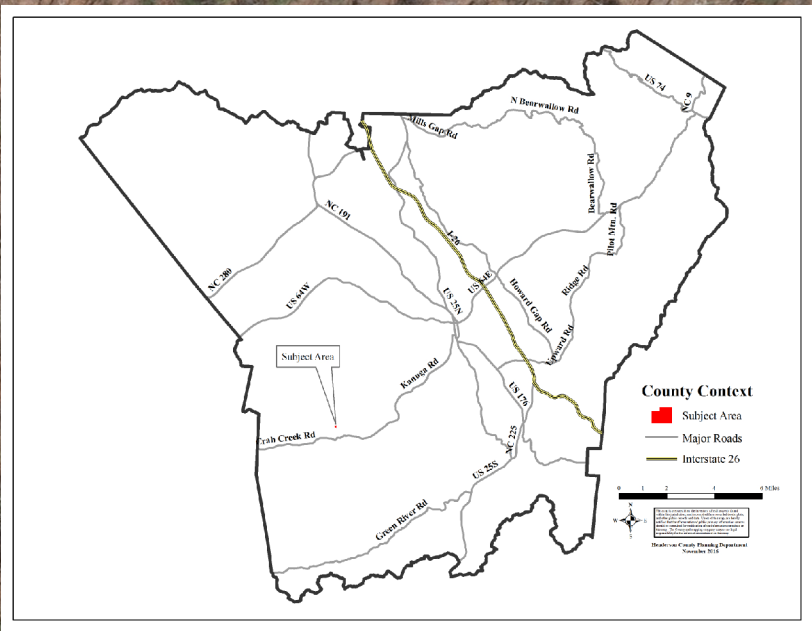 US 74
NC 9
N Bearwallow Rd
Mills Gap Rd
Bearwallow Rd
Pilot Mtn. Rd
NC 191
I-26
NC 280
US 64E
US 64W
US 25N
Howard Gap Rd
Ridge Rd
Upward Rd
Subject Area
Kanuga Rd
US 176
Crab Creek Rd
NC 225
US 25S
Green River Rd
County Context
Subject Area
Major Roads
Interstate 26
0 1 2 4 6 Miles
N
W E
S
Henderson County Planning Department
November 2016